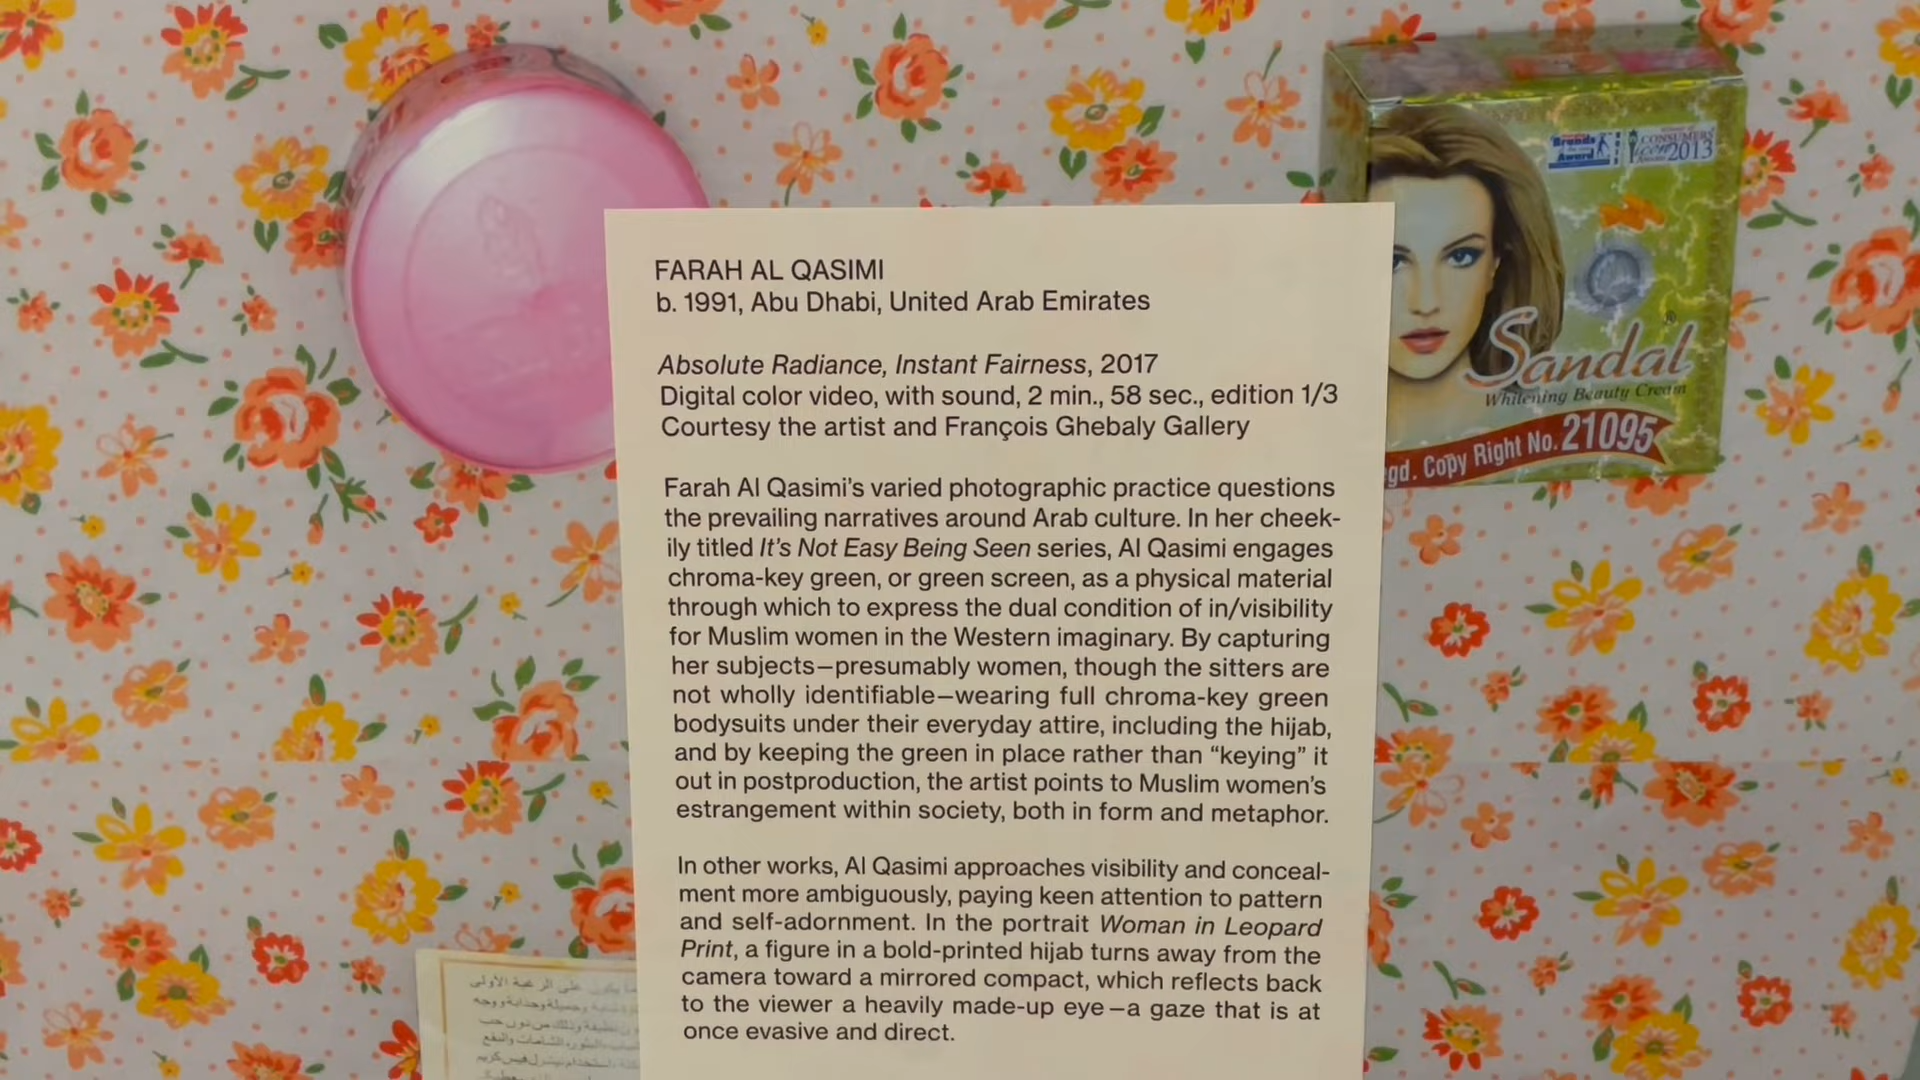 FARAH AL QASIMI
b. 1991, Abu Dhabi, United Arab Emirates
Absolute Radiance, Instant Fairness, 2017
Digital color video, with sound, 2 min., 58 sec., edition 1/3
Courtesy the artist and François Ghebaly Gallery
Farah Al Qasimi’s varied photographic practice questions
the prevailing narratives around Arab culture. In her cheek-
ily titled It’s Not Easy Being Seen series, Al Qasimi engages
chroma-key green, or green screen, as a physical material
through which to express the dual condition of in/visibility
for Muslim women in the Western imaginary. By capturing
her subjects—presumably women, though the sitters are
not wholly identifiable—wearing full chroma-key green
bodysuits under their everyday attire, including the hijab,
and by keeping the green in place rather than “keying” it
out in postproduction, the artist points to Muslim women’s
estrangement within society, both in form and metaphor.
In other works, Al Qasimi approaches visibility and conceal-
ment more ambiguously, paying keen attention to pattern
and self-adornment. In the portrait Woman in Leopard
Print, a figure in a bold-printed hijab turns away from the
camera toward a mirrored compact, which reflects back
to the viewer a heavily made-up eye—a gaze that is at
once evasive and direct.
Brands
Award
CONSUMERS
icon 2013
Sandal®
Whitening Beauty Cream
gd. Copy Right No. 21095
على الرغبة الأولى
وجميلة وجذابة ووجه